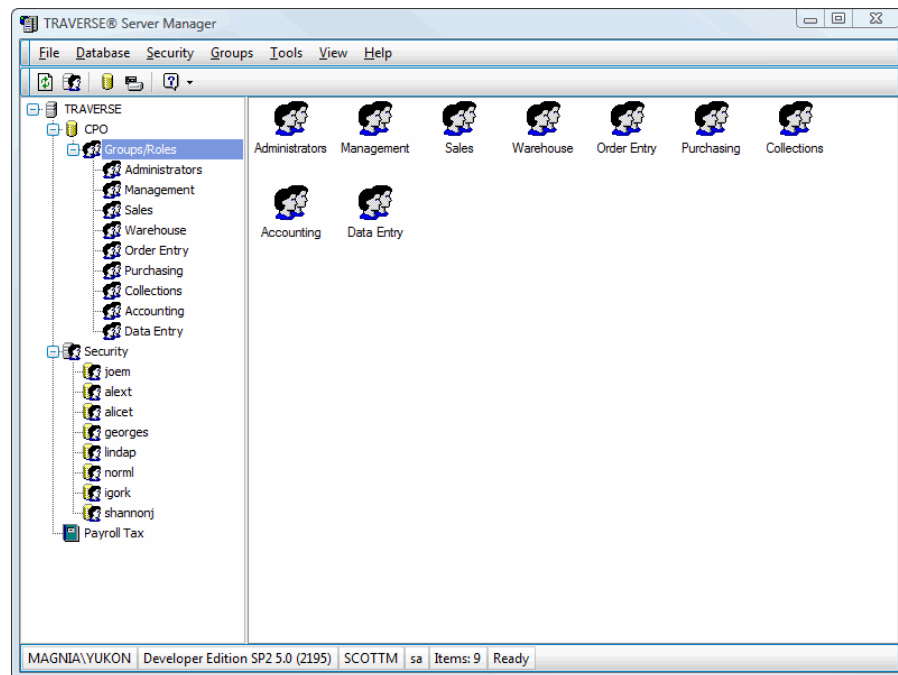 TRAVERSE® Server Manager
File Database Security Groups Tools View Help
TRAVERSE
CPO
Groups/Roles
Administrators
Management
Sales
Warehouse
Order Entry
Purchasing
Collections
Accounting
Data Entry
Security
joem
alext
alicet
georges
lindap
norml
igork
shannonj
Payroll Tax
Administrators Management Sales Warehouse Order Entry Purchasing Collections
Accounting Data Entry
MAGNIA\YUKON Developer Edition SP2 5.0 (2195) SCOTTM sa Items: 9 Ready